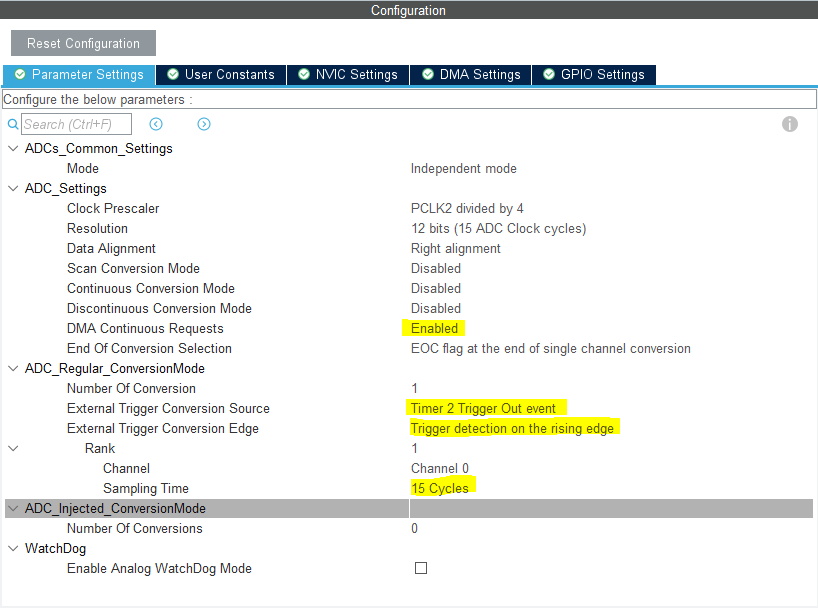 Configuration
Reset Configuration
Parameter Settings User Constants NVIC Settings DMA Settings GPIO Settings
Configure the below parameters :
Search (Ctrl+F)
ADCs_Common_Settings
Mode Independent mode
ADC_Settings
Clock Prescaler PCLK2 divided by 4
Resolution 12 bits (15 ADC Clock cycles)
Data Alignment Right alignment
Scan Conversion Mode Disabled
Continuous Conversion Mode Disabled
Discontinuous Conversion Mode Disabled
DMA Continuous Requests Enabled
End Of Conversion Selection EOC flag at the end of single channel conversion
ADC_Regular_ConversionMode
Number Of Conversion 1
External Trigger Conversion Source Timer 2 Trigger Out event
External Trigger Conversion Edge Trigger detection on the rising edge
Rank 1
Channel Channel 0
Sampling Time 15 Cycles
ADC_Injected_ConversionMode
Number Of Conversions 0
WatchDog
Enable Analog WatchDog Mode